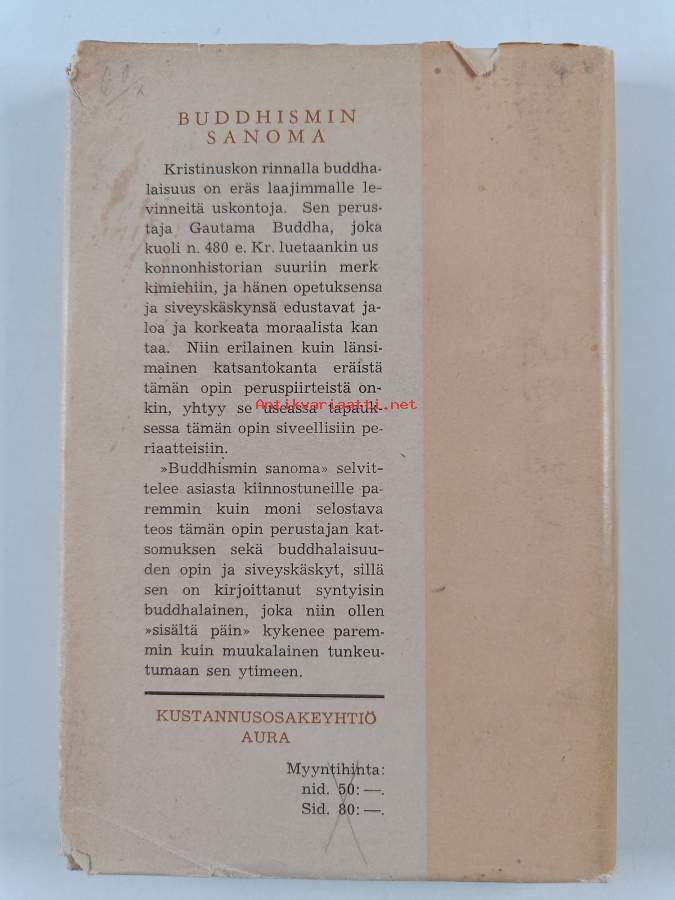 BUDDHISMIN
SANOMA
Kristinuskon rinnalla buddha-
laisuus on eräs laajimmalle le-
vinneitä uskontoja. Sen perus-
taja Gautama Buddha, joka
kuoli n. 480 e. Kr. luetaankin us
konnonhistorian suuriin merk
kimiehiin, ja hänen opetuksensa
ja siveyskäskynsä edustavat ja-
loa ja korkeata moraalista kan
taa. Niin erilainen kuin länsi-
mainen katsantokanta eräistä
tämän opin peruspiirteistä on-
Antikvariaatti.net
kin, yhtyy se useassa tapauk-
sessa tämän opin siveellisiin pe-
riaatteisiin.
»Buddhismin sanoma» selvit-
telee asiasta kiinnostuneille pa-
remmin kuin moni selostava
teos tämän opin perustajan kat-
somuksen sekä buddhalaisuu-
den opin ja siveyskäskyt, sillä
sen on kirjoittanut syntyisin
buddhalainen, joka niin ollen
»sisältä päin» kykenee parem-
min kuin muukalainen tunkeu-
tumaan sen ytimeen.
KUSTANNUSOSAKEYHTIÖ
AURA
Myyntihinta:
nid. 50: —.
Sid. 80: —.